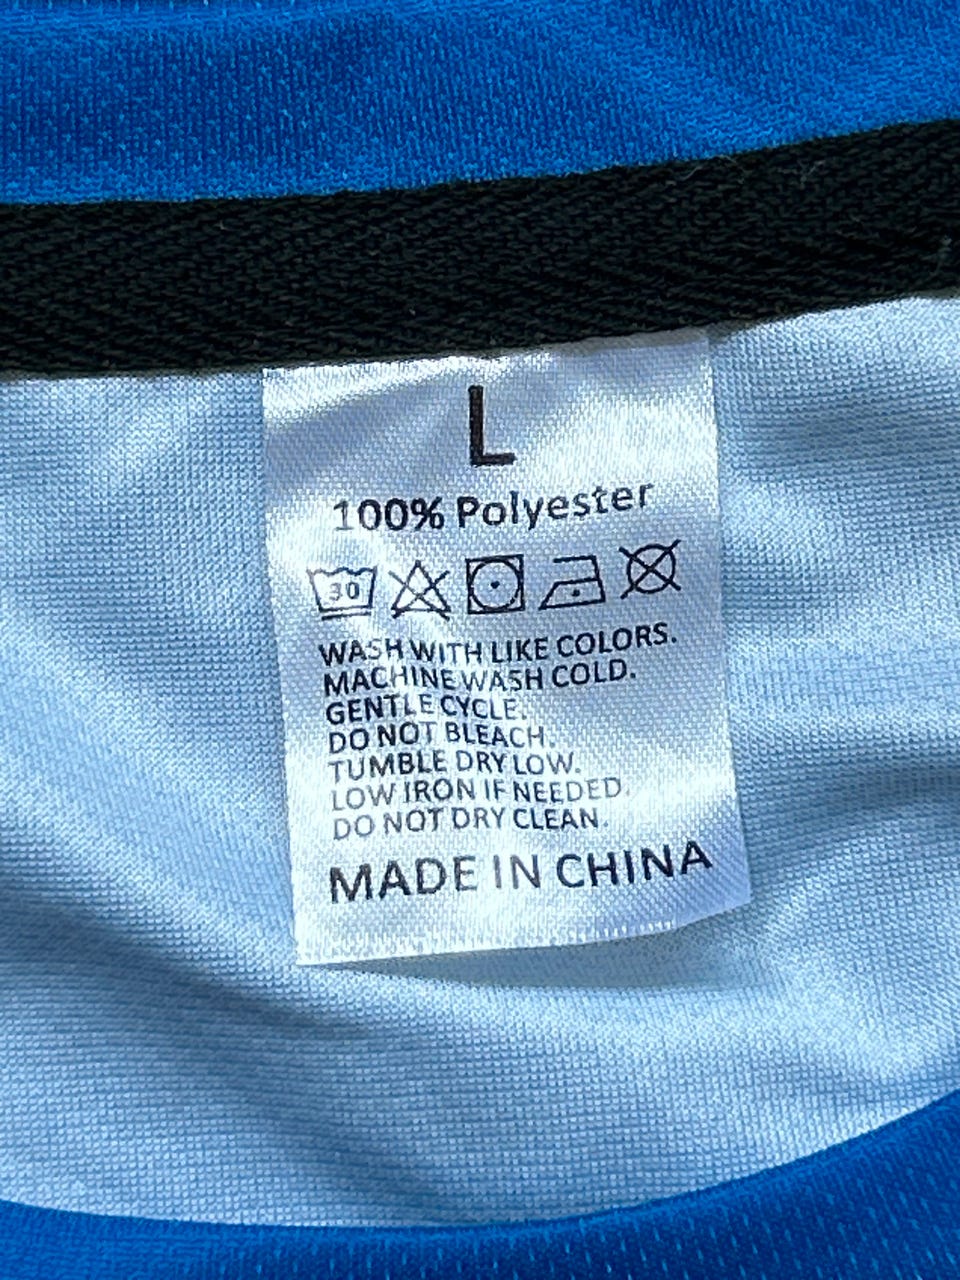 L
100% Polyester
30
WASH WITH LIKE COLORS.
MACHINE WASH COLD.
GENTLE CYCLE.
DO NOT BLEACH.
TUMBLE DRY LOW.
LOW IRON IF NEEDED.
DO NOT DRY CLEAN.
MADE IN CHINA